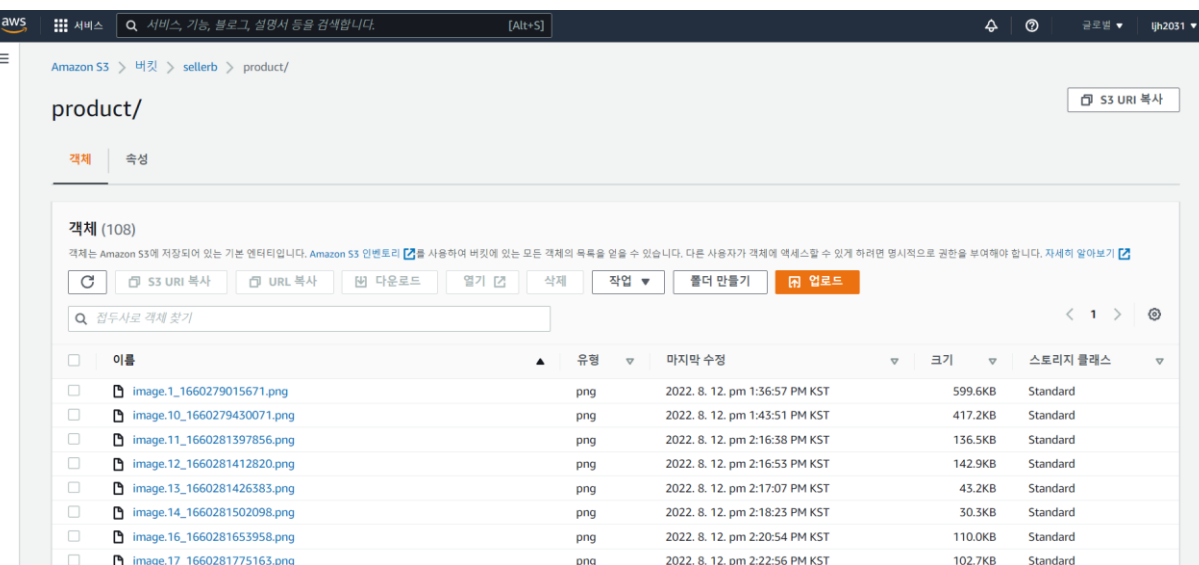 aws 서비스 서비스, 기능, 블로그, 설명서 등을 검색합니다. [Alt+S] 글로벌 ▼ ljh2031 ▼
Amazon S3 > 버킷 > sellerb > product/
product/
S3 URI 복사
객체 속성
객체 (108)
객체는 Amazon S3에 저장되어 있는 기본 엔터티입니다. Amazon S3 인벤토리를 사용하여 버킷에 있는 모든 객체의 목록을 얻을 수 있습니다. 다른 사용자가 객체에 액세스할 수 있게 하려면 명시적으로 권한을 부여해야 합니다. 자세히 알아보기
S3 URI 복사 URL 복사 다운로드 열기 삭제 작업 ▼ 폴더 만들기 업로드
접두사로 객체 찾기 < 1 >
이름 ▲ 유형 마지막 수정 크기 스토리지 클래스
image.1_1660279015671.png png 2022. 8. 12. pm 1:36:57 PM KST 599.6KB Standard
image.10_1660279430071.png png 2022. 8. 12. pm 1:43:51 PM KST 417.2KB Standard
image.11_1660281397856.png png 2022. 8. 12. pm 2:16:38 PM KST 136.5KB Standard
image.12_1660281412820.png png 2022. 8. 12. pm 2:16:53 PM KST 142.9KB Standard
image.13_1660281426383.png png 2022. 8. 12. pm 2:17:07 PM KST 43.2KB Standard
image.14_1660281502098.png png 2022. 8. 12. pm 2:18:23 PM KST 30.3KB Standard
image.16_1660281653958.png png 2022. 8. 12. pm 2:20:54 PM KST 110.0KB Standard
image.17_1660281775163.png png 2022. 8. 12. pm 2:22:56 PM KST 102.7KB Standard